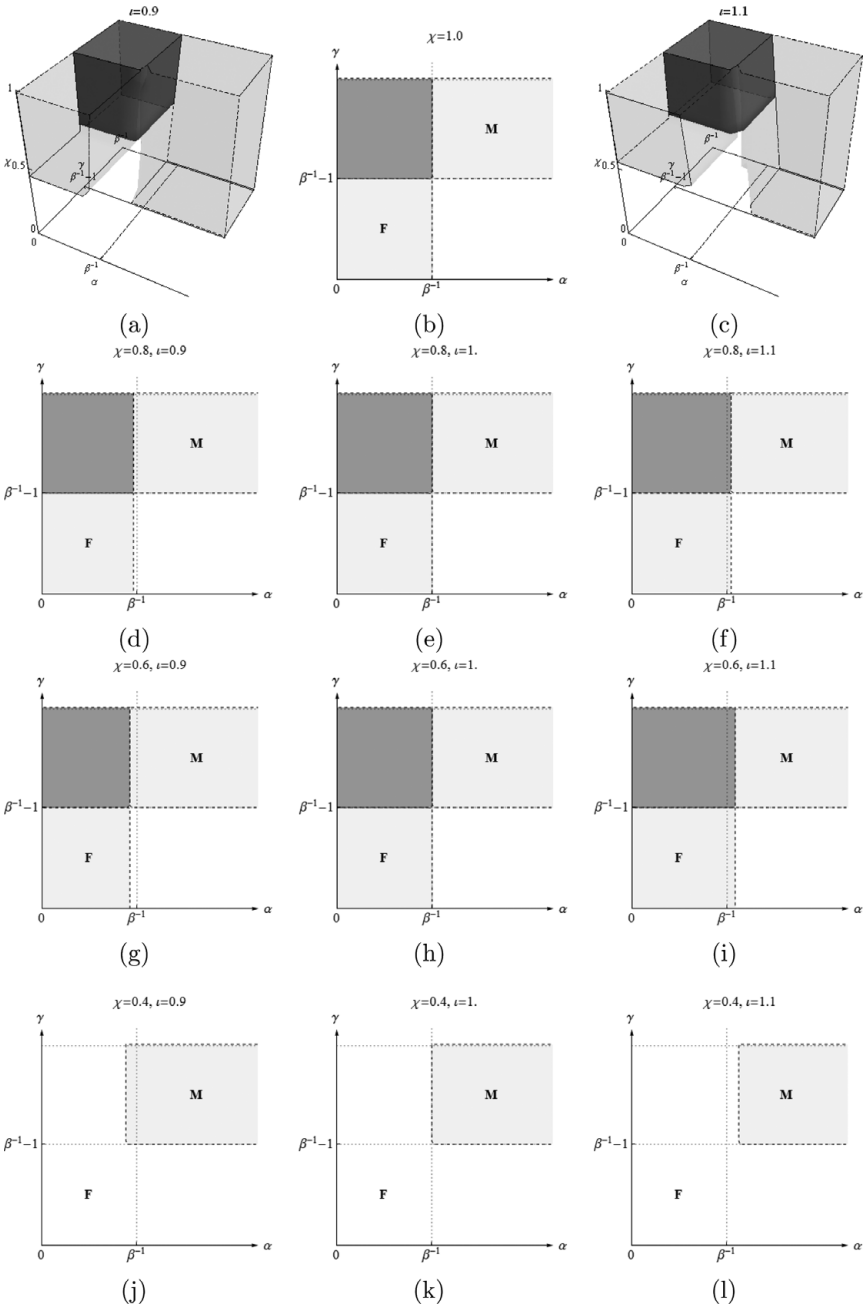 ι=0.9
1
χ 0.5
0
0
β⁻¹
γ
β⁻¹−1
β⁻¹
α
(a)
χ=1.0
γ
M
β⁻¹−1
F
0
β⁻¹
α
(b)
ι=1.1
1
χ 0.5
0
0
β⁻¹
γ
β⁻¹−1
β⁻¹
α
(c)
χ=0.8, ι=0.9
γ
M
β⁻¹−1
F
0 β⁻¹ α
(d)
χ=0.8, ι=1.
γ
M
β⁻¹−1
F
0 β⁻¹ α
(e)
χ=0.8, ι=1.1
γ
M
β⁻¹−1
F
0 β⁻¹ α
(f)
χ=0.6, ι=0.9
γ
M
β⁻¹−1
F
0 β⁻¹ α
(g)
χ=0.6, ι=1.
γ
M
β⁻¹−1
F
0 β⁻¹ α
(h)
χ=0.6, ι=1.1
γ
M
β⁻¹−1
F
0 β⁻¹ α
(i)
χ=0.4, ι=0.9
γ
M
β⁻¹−1
F
0 β⁻¹ α
(j)
χ=0.4, ι=1.
γ
M
β⁻¹−1
F
0 β⁻¹ α
(k)
χ=0.4, ι=1.1
γ
M
β⁻¹−1
F
0 β⁻¹ α
(l)